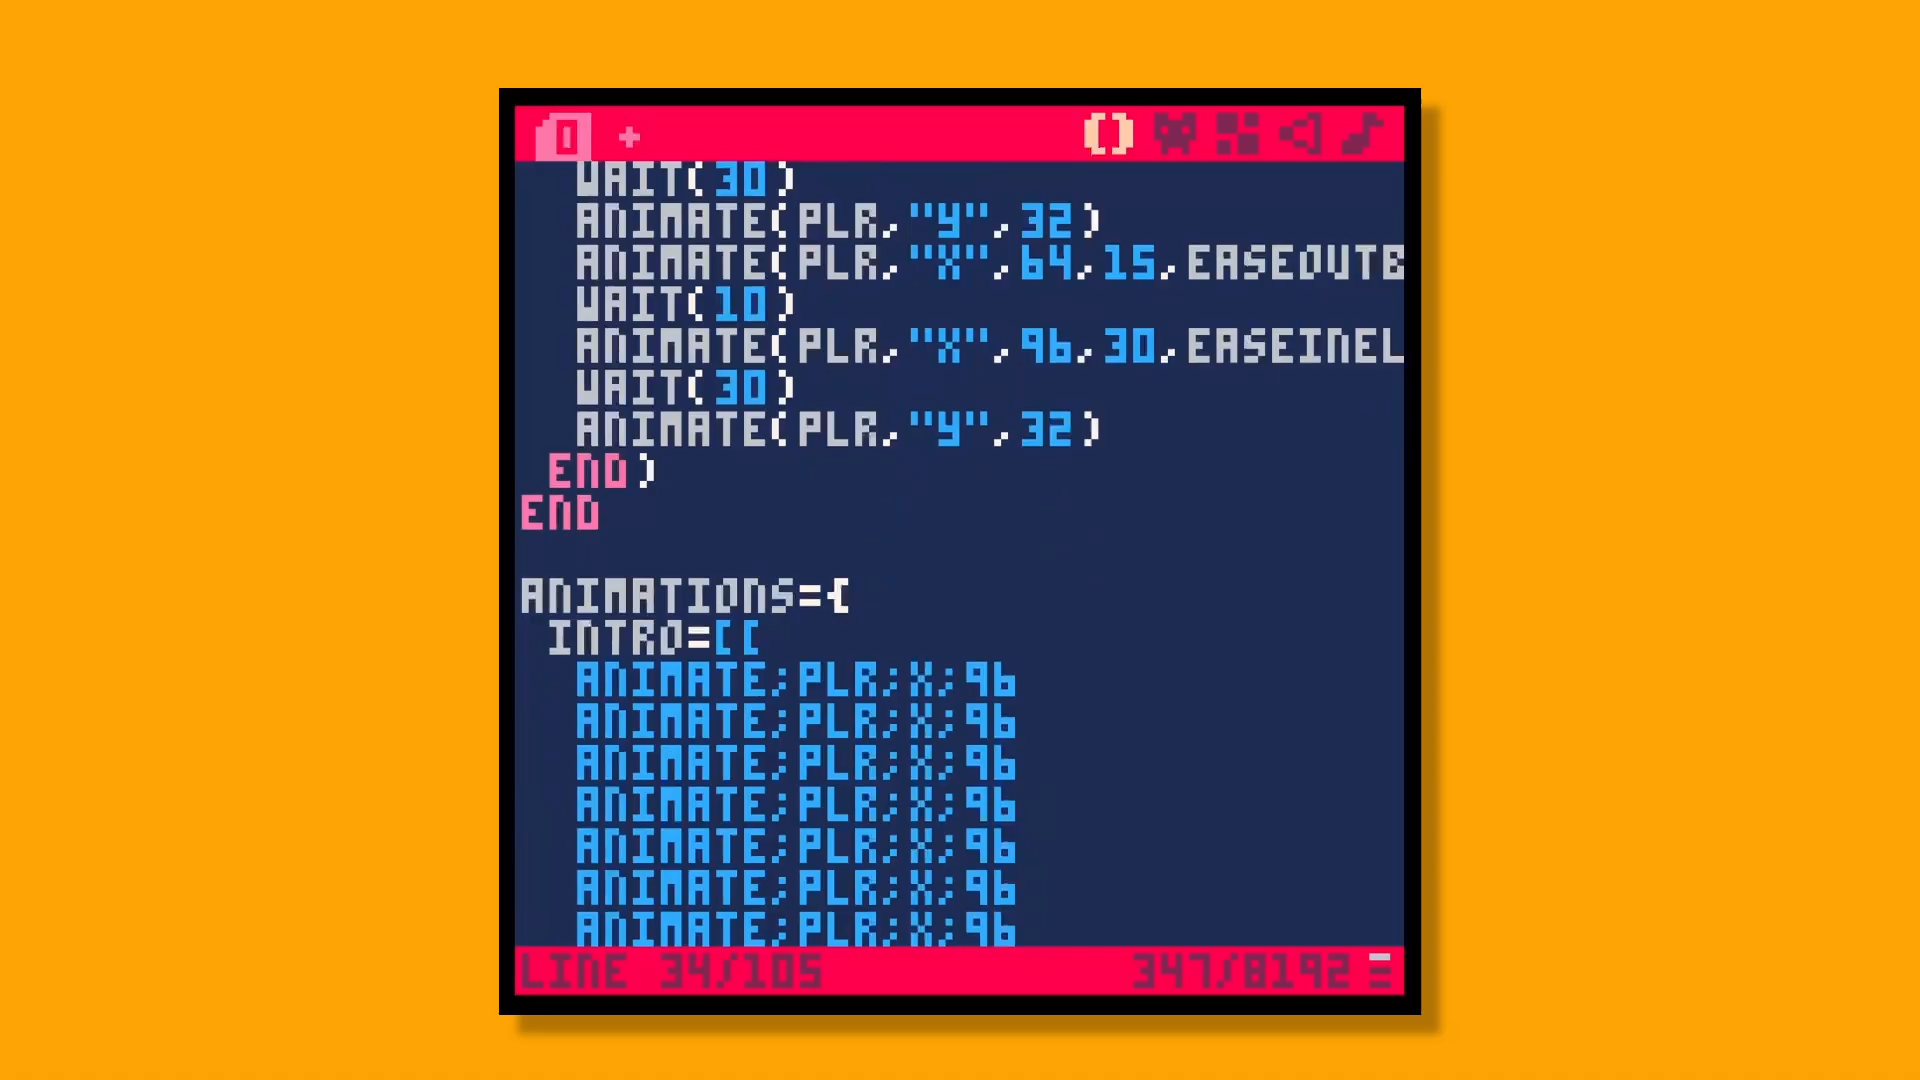 0 +
WAIT(30)
ANIMATE(PLR,"Y",32)
ANIMATE(PLR,"X",64,15,EASEOUTB
WAIT(10)
ANIMATE(PLR,"X",96,30,EASEINEL
WAIT(30)
ANIMATE(PLR,"Y",32)
END)
END
ANIMATIONS={
INTRO=[[
ANIMATE;PLR;X;96
ANIMATE;PLR;X;96
ANIMATE;PLR;X;96
ANIMATE;PLR;X;96
ANIMATE;PLR;X;96
ANIMATE;PLR;X;96
ANIMATE;PLR;X;96
LINE 34/105 347/8192